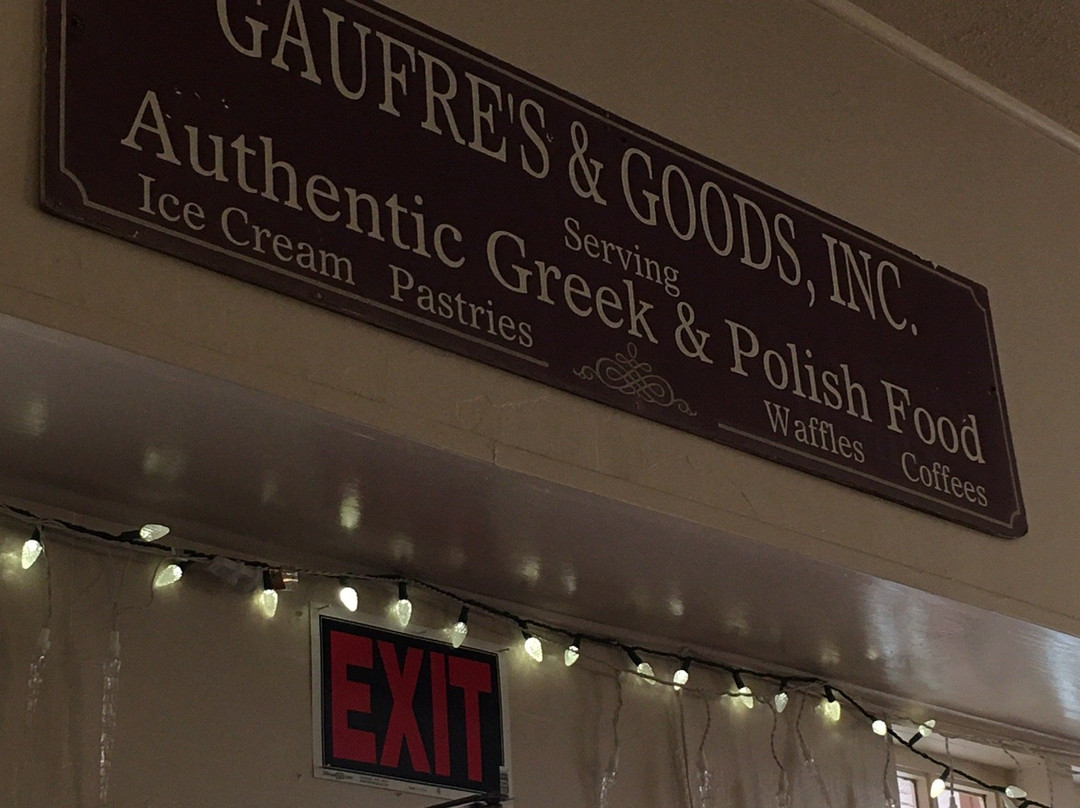 GAUFRE'S & GOODS, INC.
Serving
Authentic Greek & Polish Food
Ice Cream Pastries Waffles Coffees
EXIT